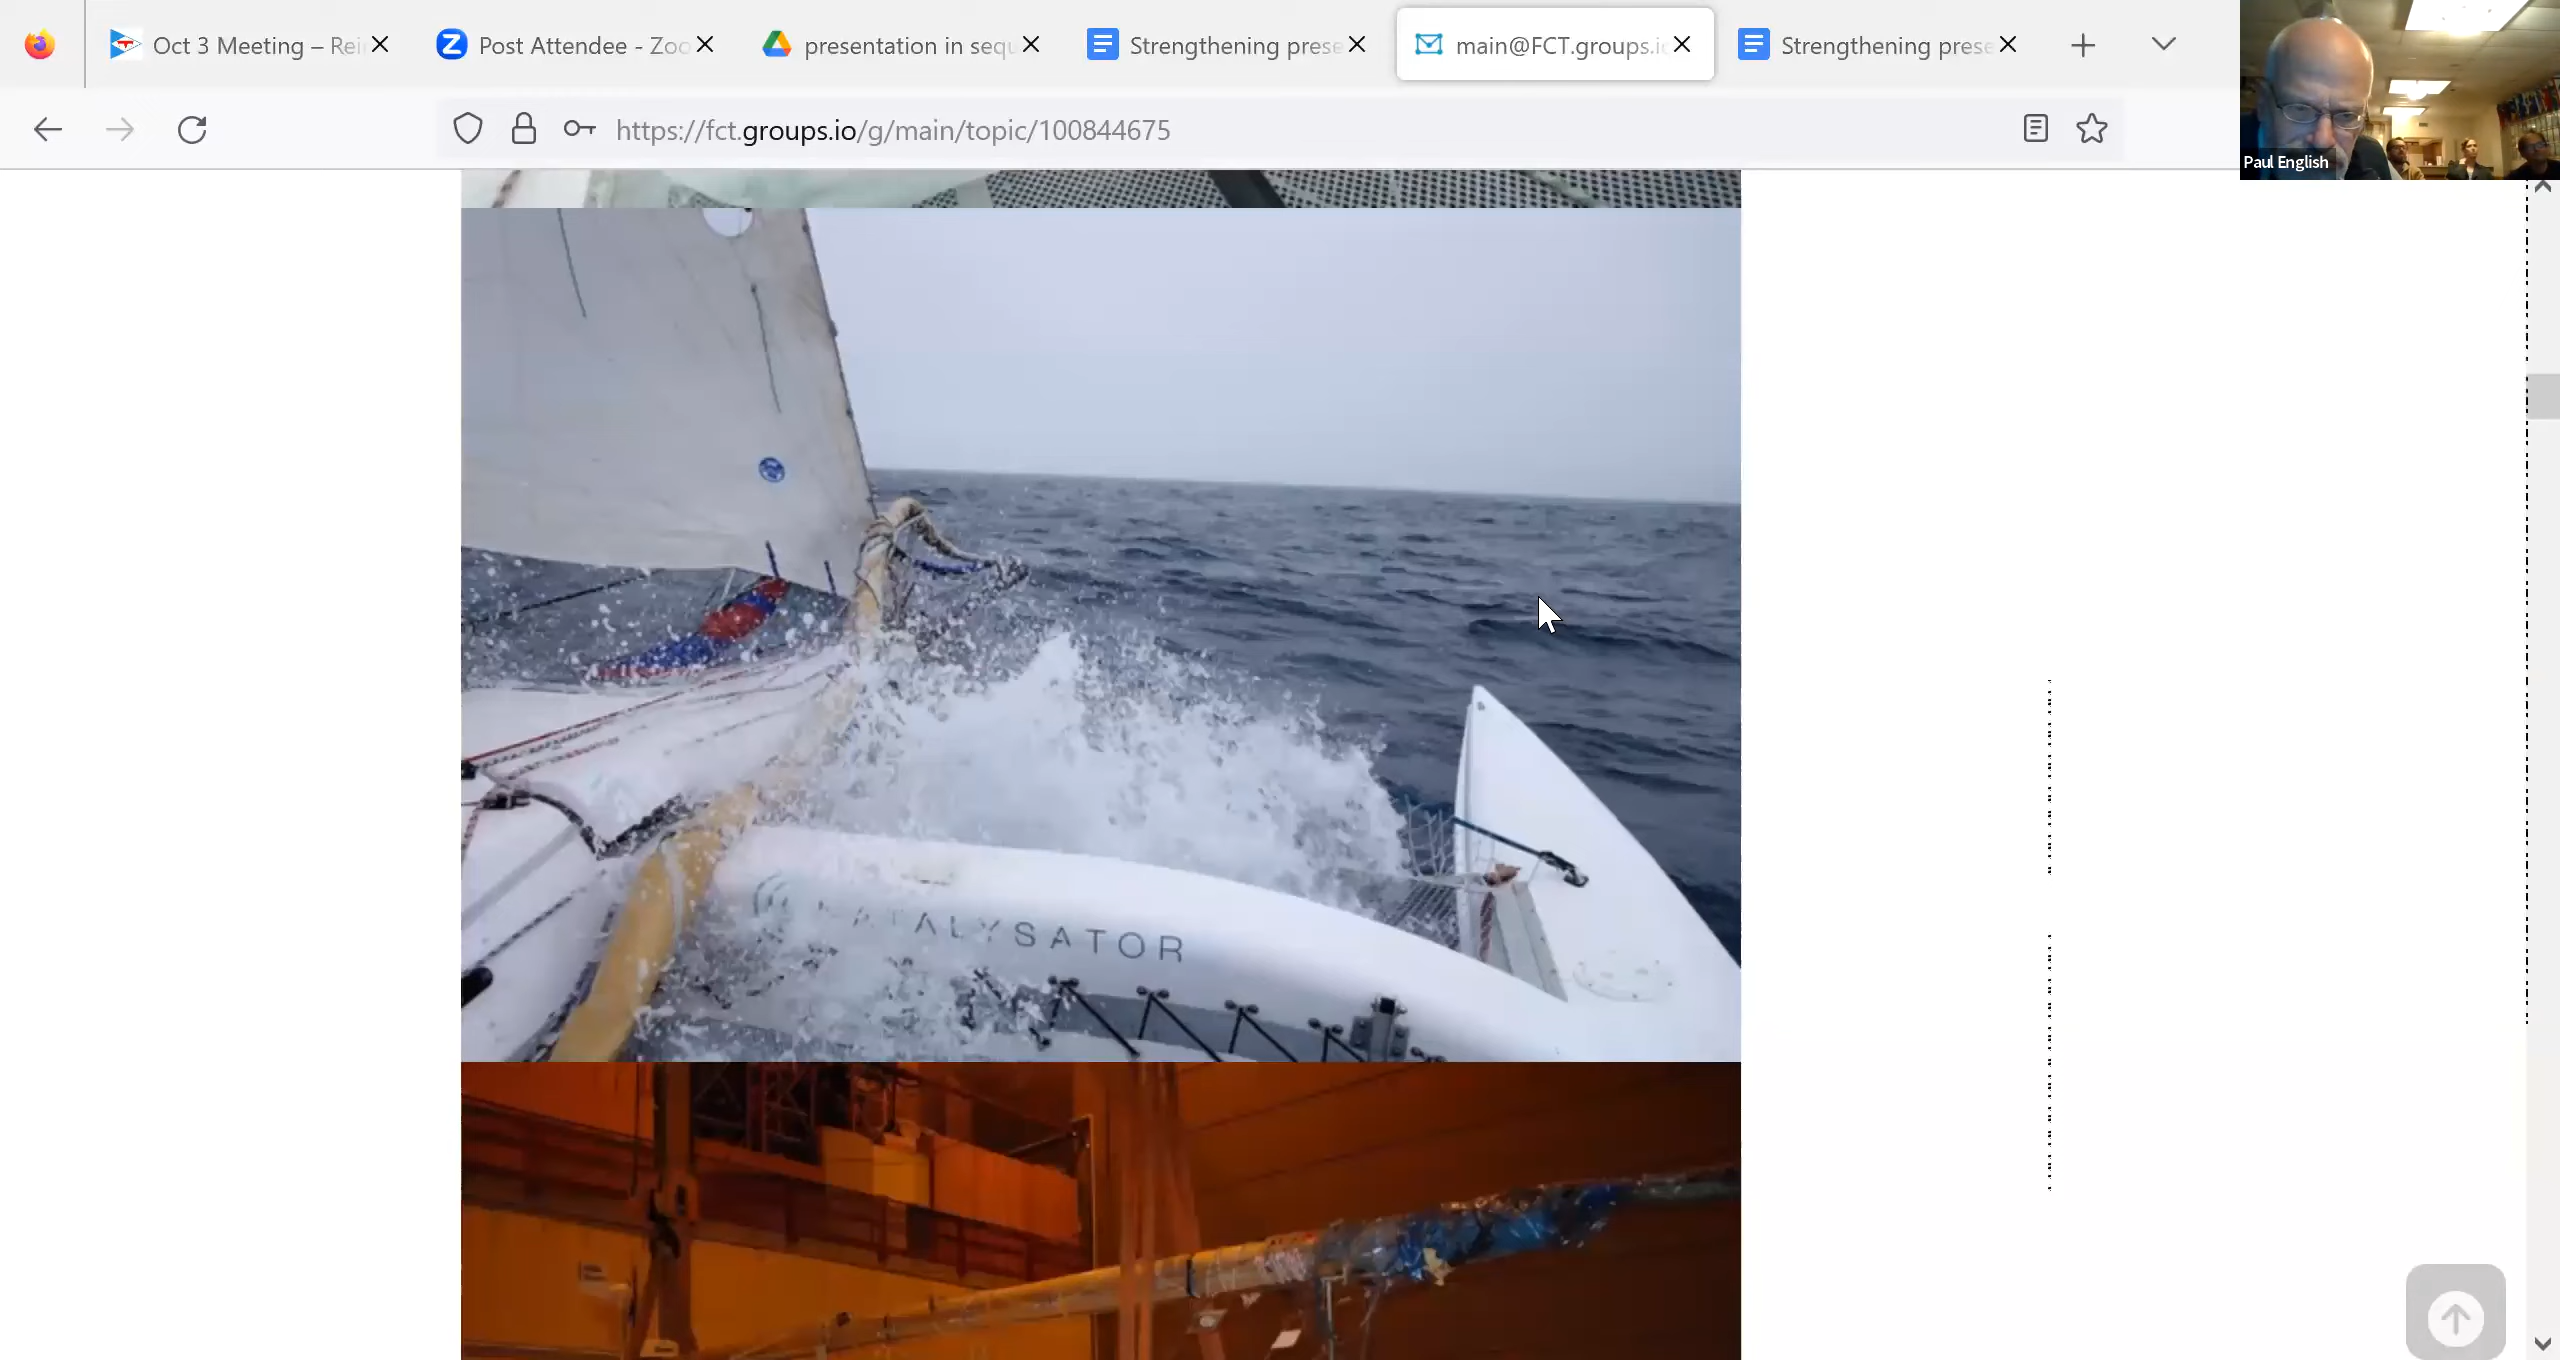 Oct 3 Meeting – Rei
Post Attendee - Zoo
presentation in sequ
Strengthening prese
main@FCT.groups.i
Strengthening prese
https://fct.groups.io/g/main/topic/100844675
Paul English
KATALYSATOR